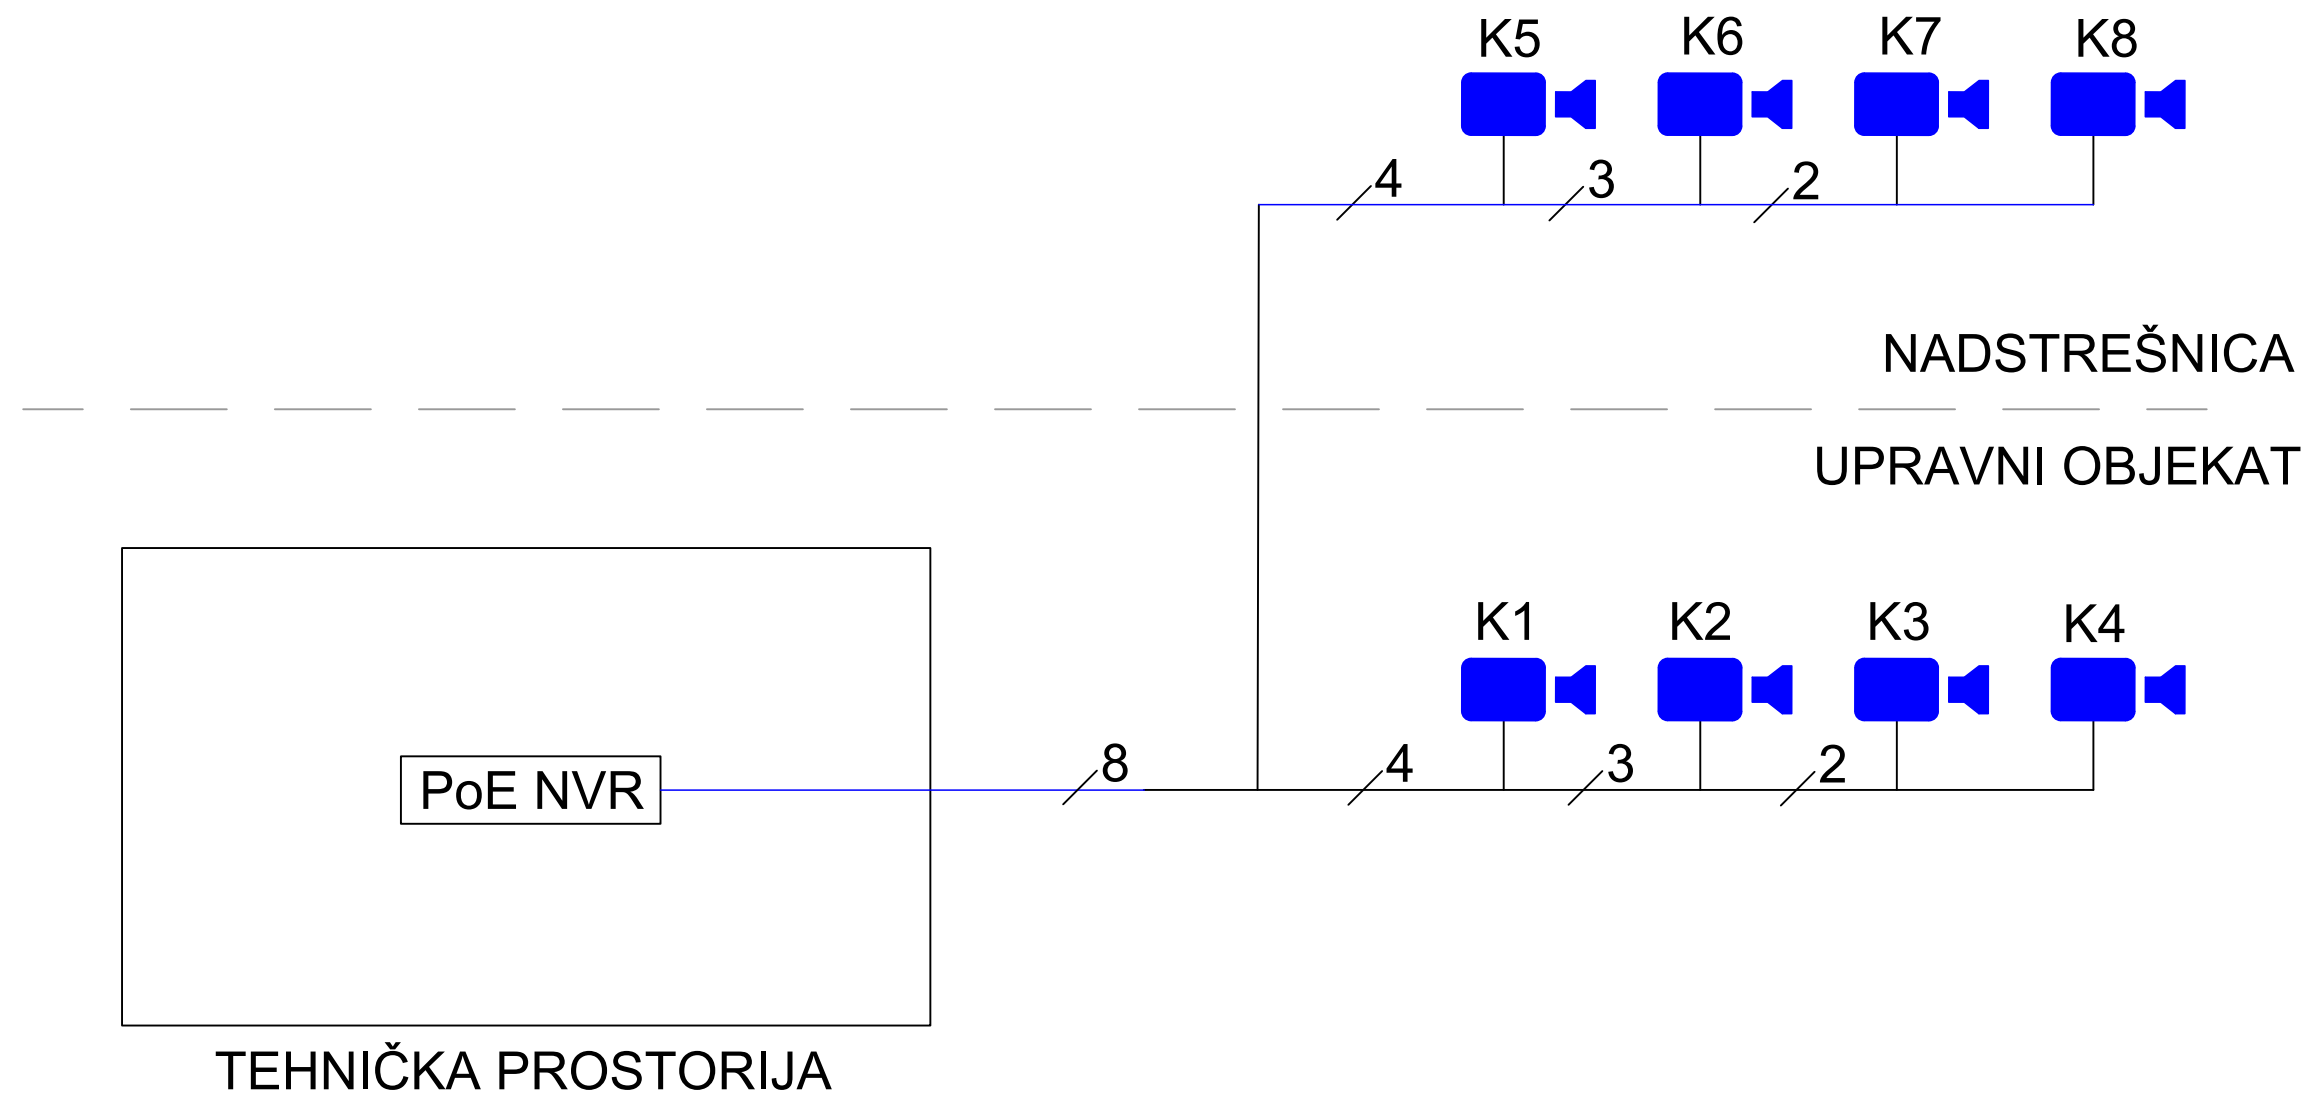 K5 K6 K7 K8
4 3 2
NADSTREŠNICA
UPRAVNI OBJEKAT
K1 K2 K3 K4
8 4 3 2
PoE NVR
TEHNIČKA PROSTORIJA